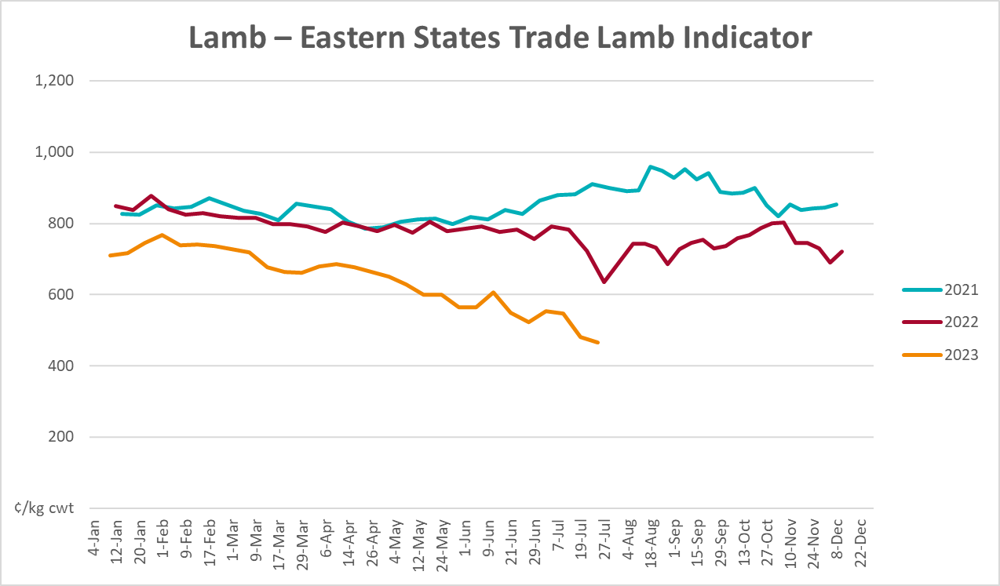 Lamb – Eastern States Trade Lamb Indicator
1,200
1,000
800
600
400
200
¢/kg cwt
4-Jan
12-Jan
20-Jan
1-Feb
9-Feb
17-Feb
1-Mar
9-Mar
17-Mar
29-Mar
6-Apr
14-Apr
26-Apr
4-May
12-May
24-May
1-Jun
9-Jun
21-Jun
29-Jun
7-Jul
19-Jul
27-Jul
4-Aug
18-Aug
1-Sep
15-Sep
29-Sep
13-Oct
27-Oct
10-Nov
24-Nov
8-Dec
22-Dec
2021
2022
2023